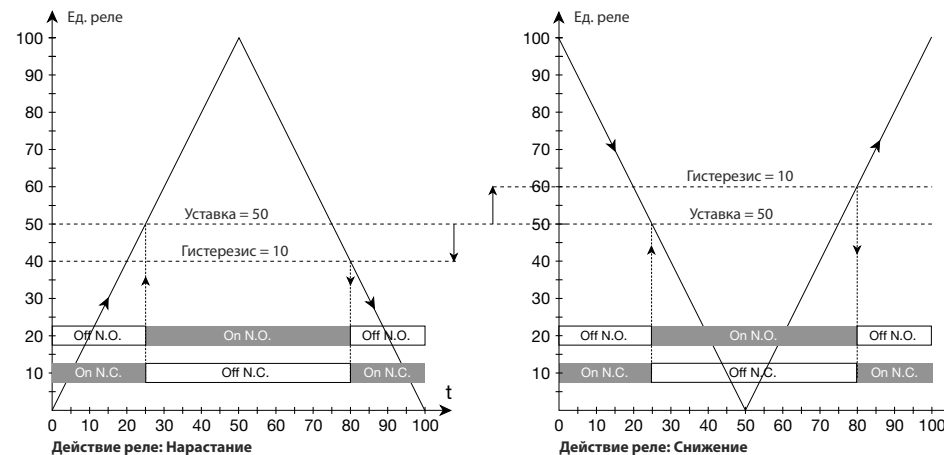 Ед. реле
100
90
80
70
60
50
40
30
20
10
Уставка = 50
Гистерезис = 10
Off N.O.
On N.O.
Off N.O.
On N.C.
Off N.C.
On N.C.
t
0 10 20 30 40 50 60 70 80 90 100
Действие реле: Нарастание
Ед. реле
100
90
80
70
60
50
40
30
20
10
Гистерезис = 10
Уставка = 50
Off N.O.
On N.O.
Off N.O.
On N.C.
Off N.C.
On N.C.
0 10 20 30 40 50 60 70 80 90 100
Действие реле: Снижение